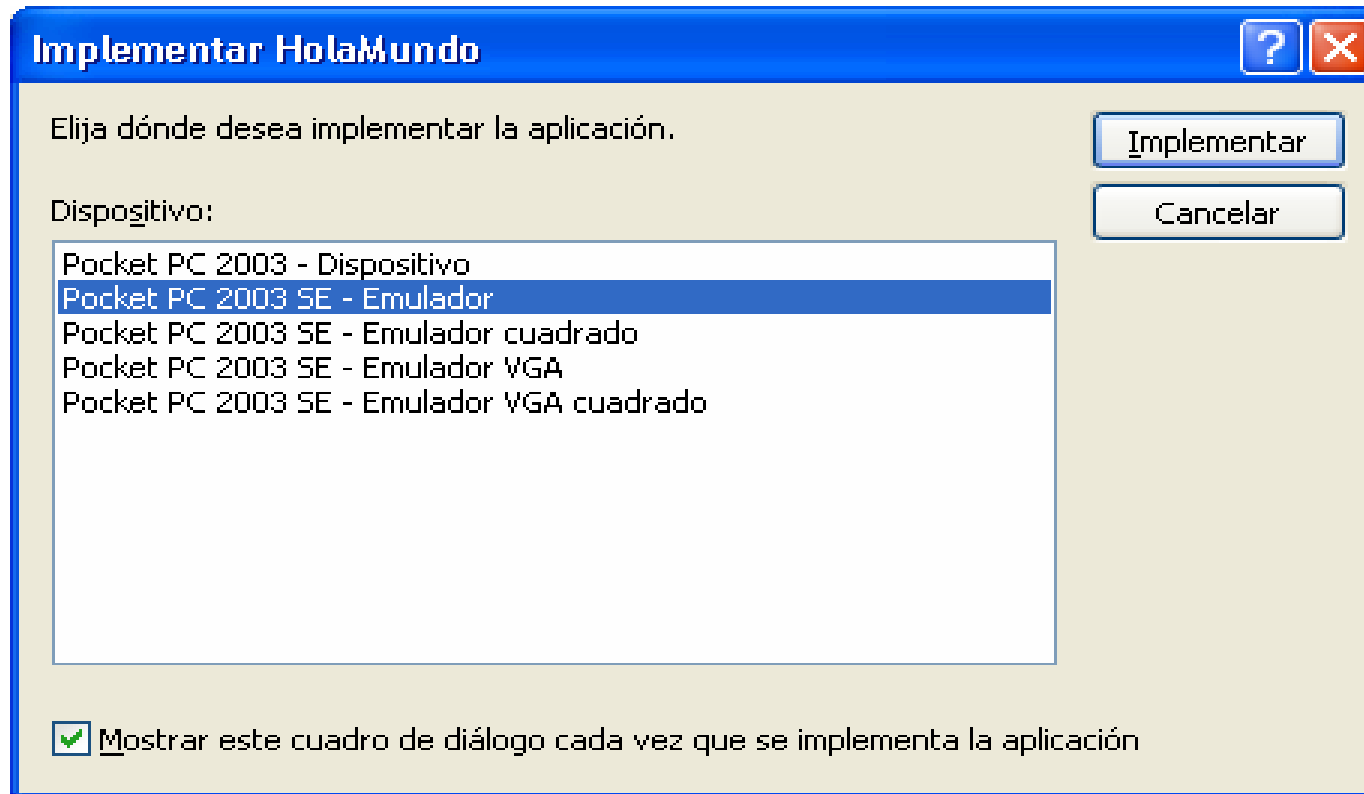 Implementar HolaMundo
Elija dónde desea implementar la aplicación.
Implementar
Dispositivo:
Cancelar
Pocket PC 2003 - Dispositivo
Pocket PC 2003 SE - Emulador
Pocket PC 2003 SE - Emulador cuadrado
Pocket PC 2003 SE - Emulador VGA
Pocket PC 2003 SE - Emulador VGA cuadrado
Mostrar este cuadro de diálogo cada vez que se implementa la aplicación